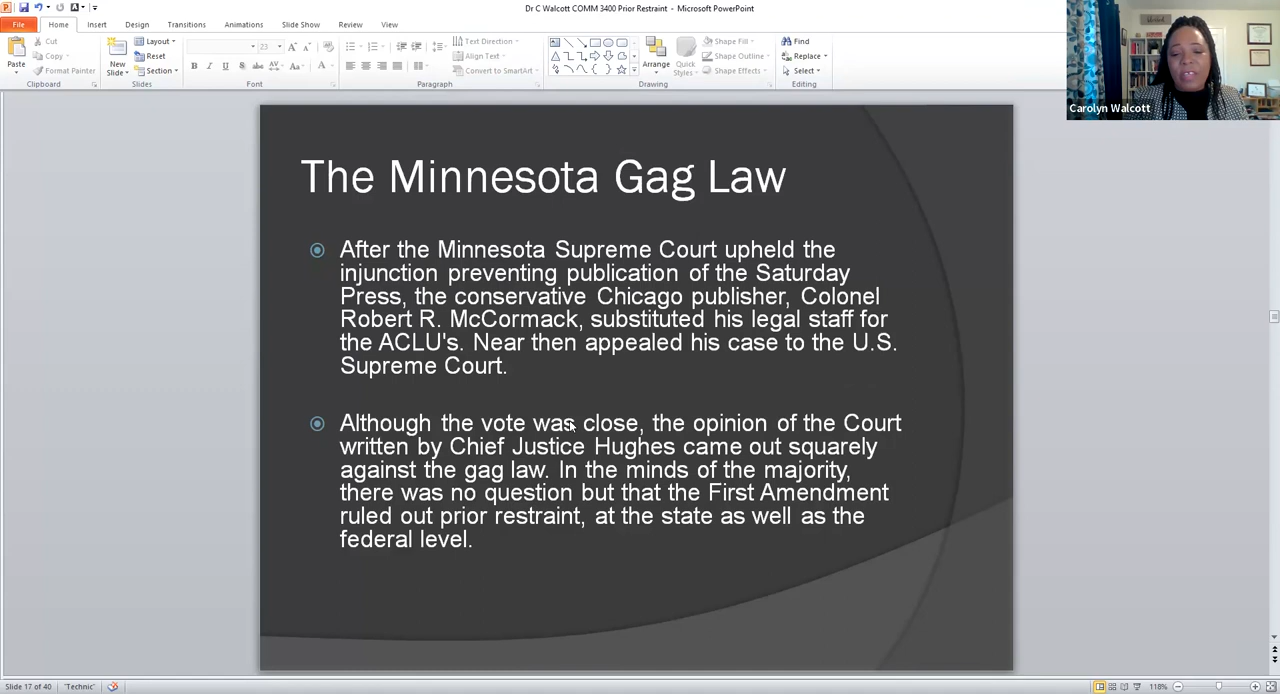 Dr C Walcott COMM 3400 Prior Restraint - Microsoft PowerPoint
File Home Insert Design Transitions Animations Slide Show Review View
Paste
Cut
Copy
Format Painter
Clipboard
New
Slide
Layout
Reset
Section
Slides
23
Font
Text Direction
Align Text
Convert to SmartArt
Paragraph
Arrange
Quick
Styles
Shape Fill
Shape Outline
Shape Effects
Drawing
Find
Replace
Select
Editing
Carolyn Walcott
The Minnesota Gag Law
After the Minnesota Supreme Court upheld the
injunction preventing publication of the Saturday
Press, the conservative Chicago publisher, Colonel
Robert R. McCormack, substituted his legal staff for
the ACLU's. Near then appealed his case to the U.S.
Supreme Court.
Although the vote was close, the opinion of the Court
written by Chief Justice Hughes came out squarely
against the gag law. In the minds of the majority,
there was no question but that the First Amendment
ruled out prior restraint, at the state as well as the
federal level.
Slide 17 of 40 "Technic" 118%